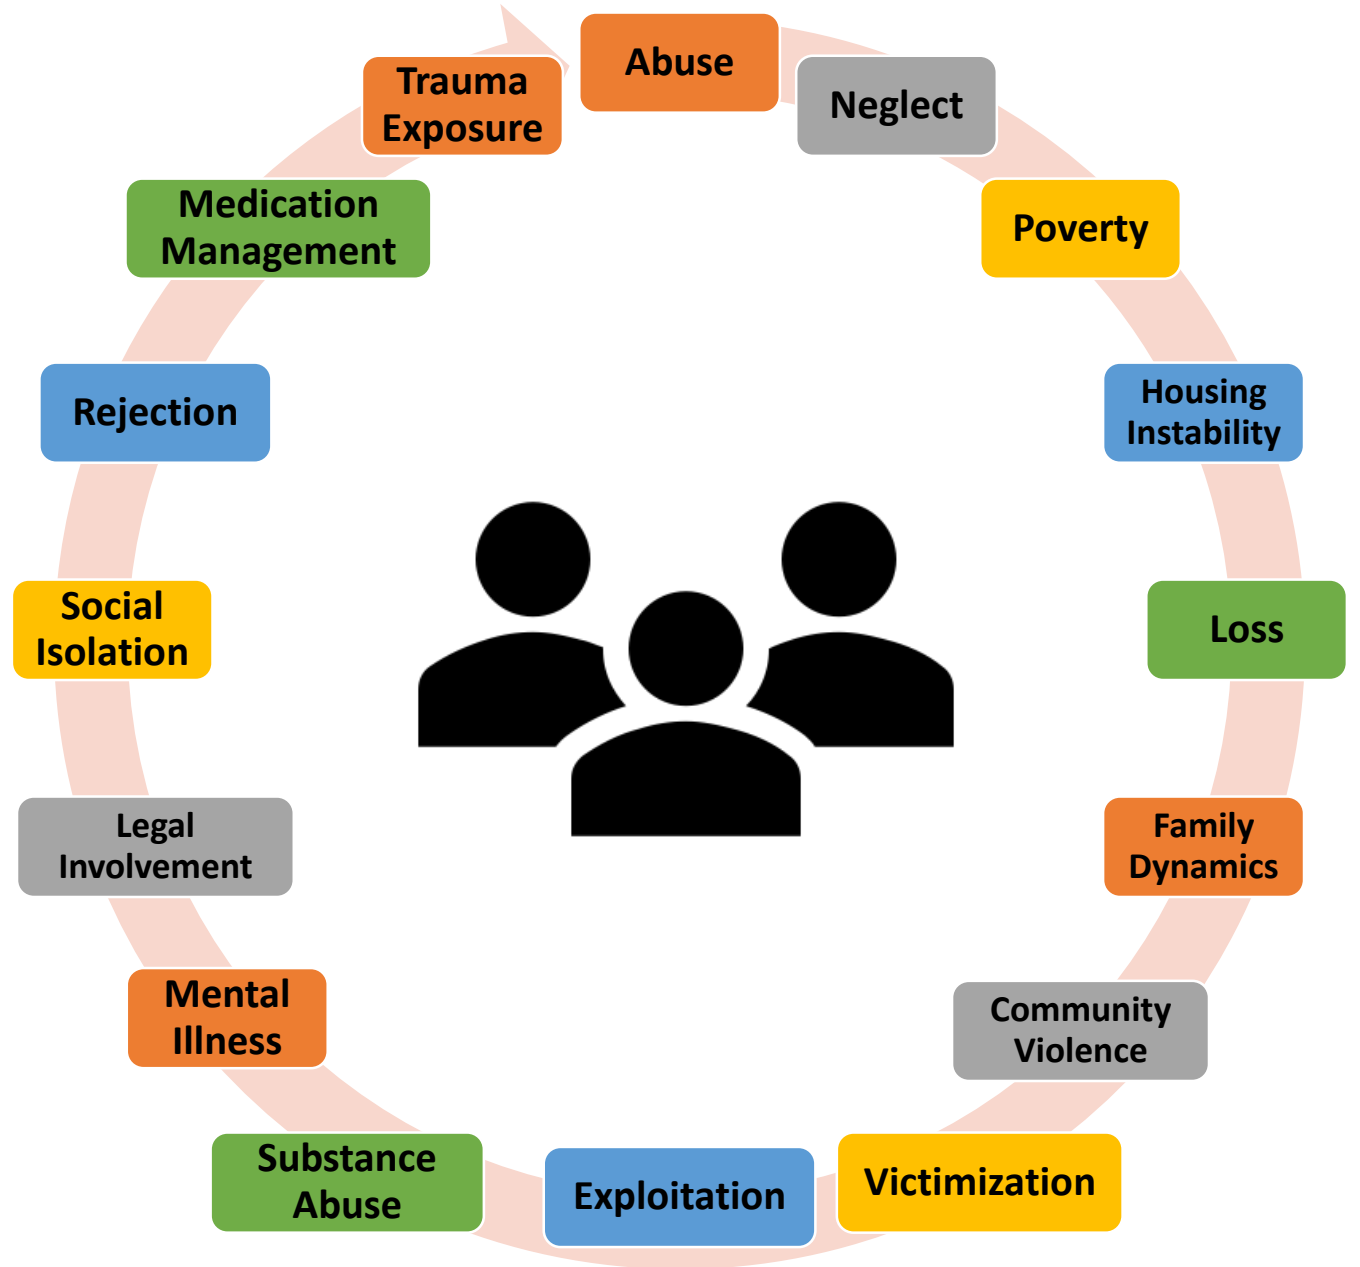 Abuse
Neglect
Poverty
Housing
Instability
Loss
Family
Dynamics
Community
Violence
Victimization
Exploitation
Substance
Abuse
Mental
Illness
Legal
Involvement
Social
Isolation
Rejection
Medication
Management
Trauma
Exposure